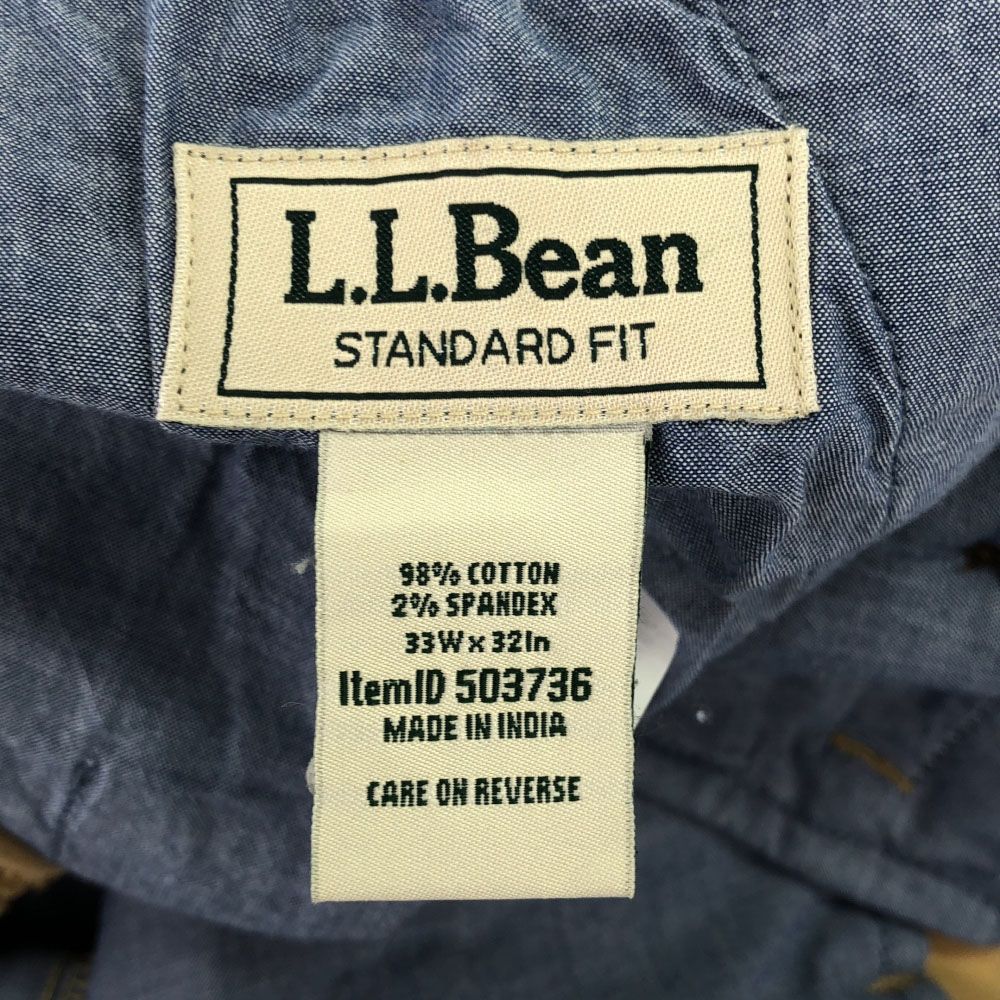 L.L.Bean
STANDARD FIT
98% COTTON
2% SPANDEX
33W x 32In
ItemID 503736
MADE IN INDIA
CARE ON REVERSE